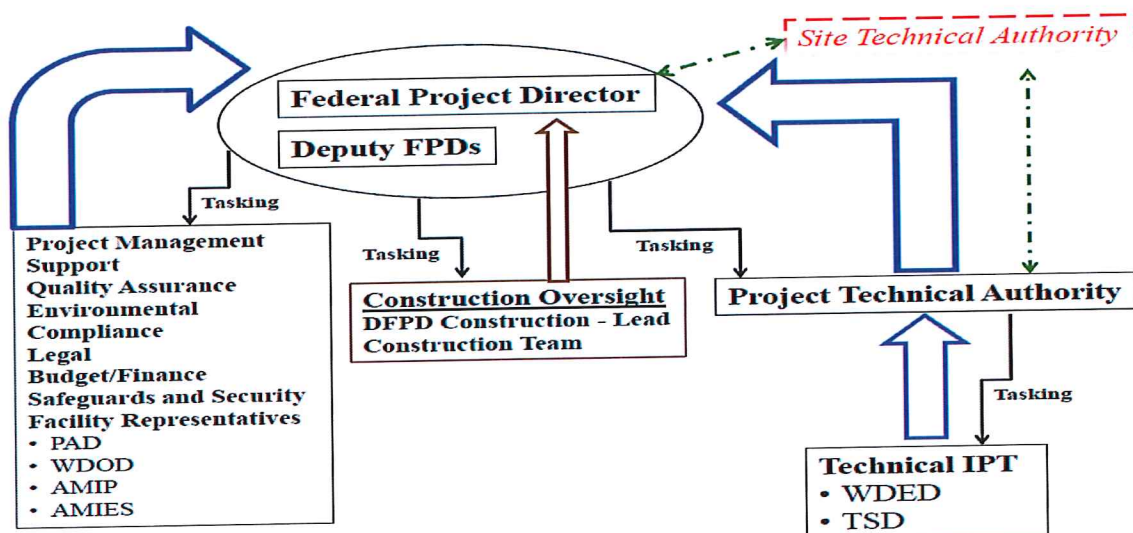 Site Technical Authority
Federal Project Director
Deputy FPDs
Tasking
Tasking
Tasking
Project Management
Support
Quality Assurance
Environmental
Compliance
Legal
Budget/Finance
Safeguards and Security
Facility Representatives
• PAD
• WDOD
• AMIP
• AMIES
Construction Oversight
DFPD Construction - Lead
Construction Team
Project Technical Authority
Tasking
Technical IPT
• WDED
• TSD